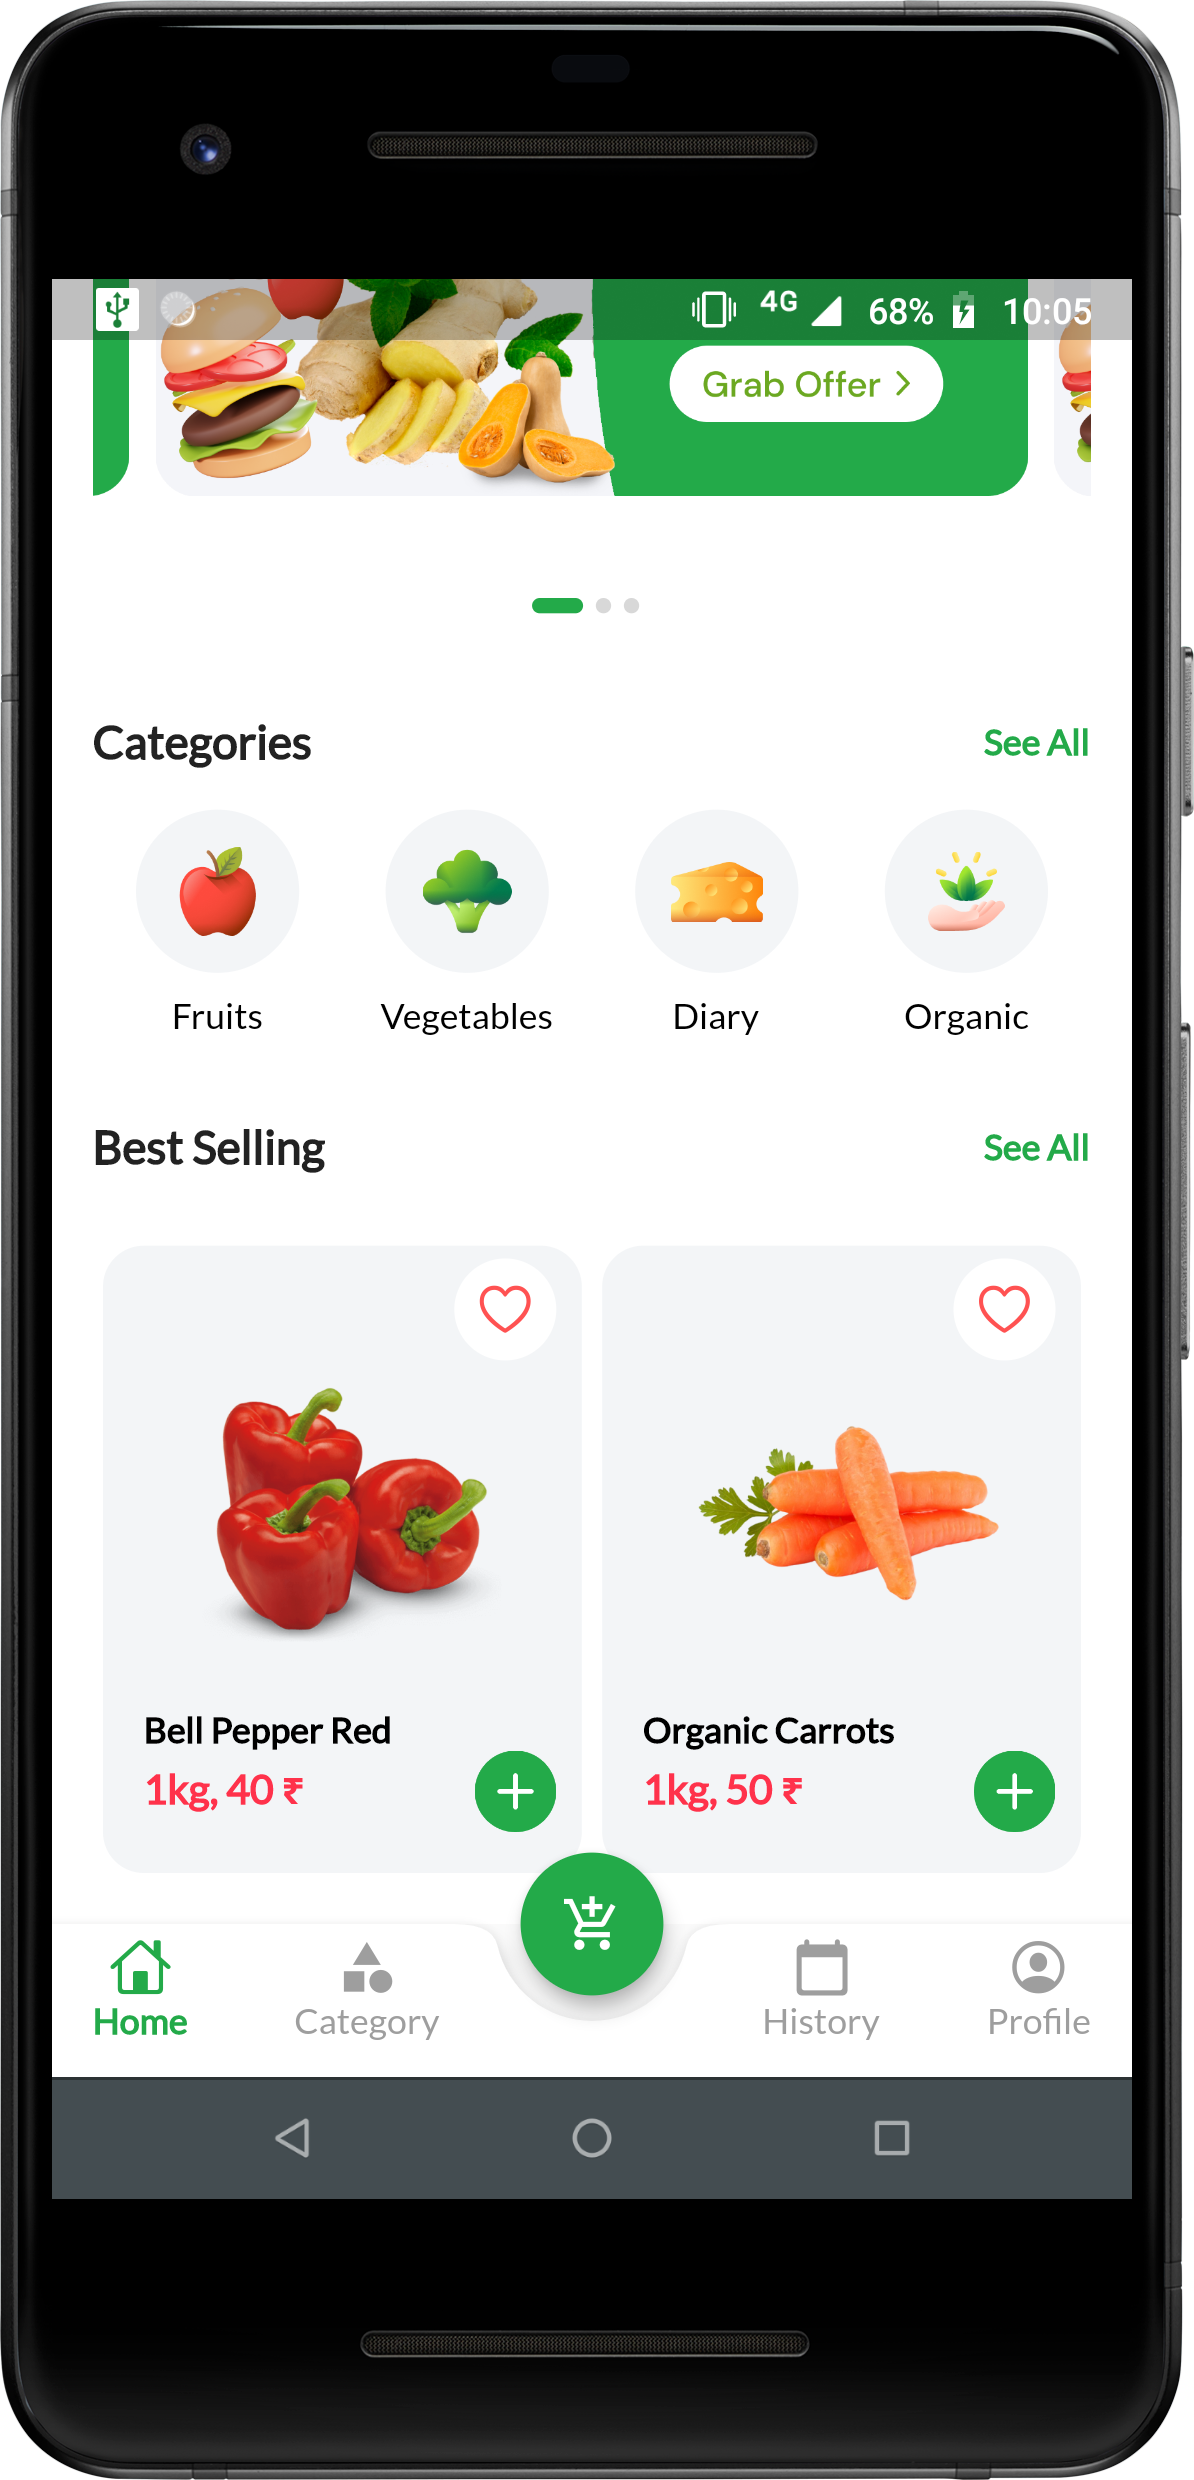 4G 68% 10:05
Grab Offer >
Categories See All
Fruits Vegetables Diary Organic
Best Selling See All
Bell Pepper Red
1kg, 40 ₹
Organic Carrots
1kg, 50 ₹
Home Category History Profile